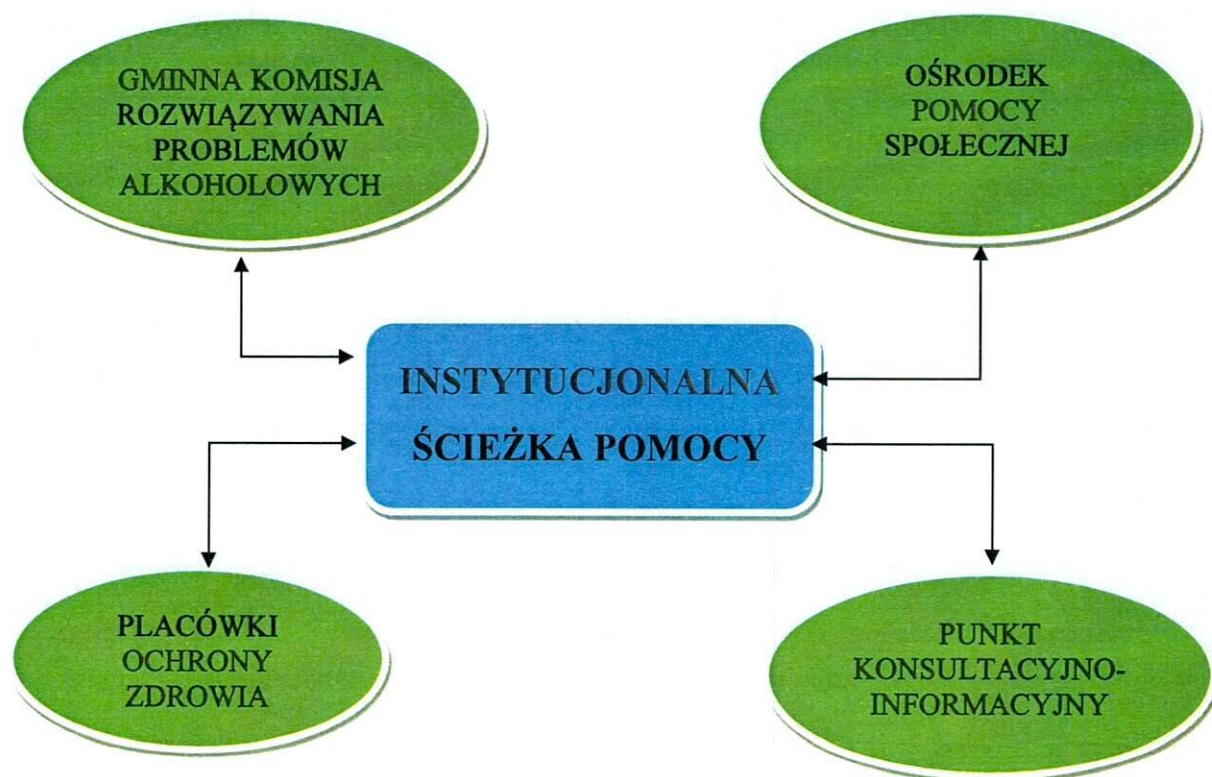 GMINNA KOMISJA
ROZWIĄZYWANIA
PROBLEMÓW
ALKOHOLOWYCH
OŚRODEK
POMOCY
SPOŁECZNEJ
INSTYTUCJONALNA
ŚCIEŻKA POMOCY
PLACÓWKI
OCHRONY
ZDROWIA
PUNKT
KONSULTACYJNO-
INFORMACYJNY